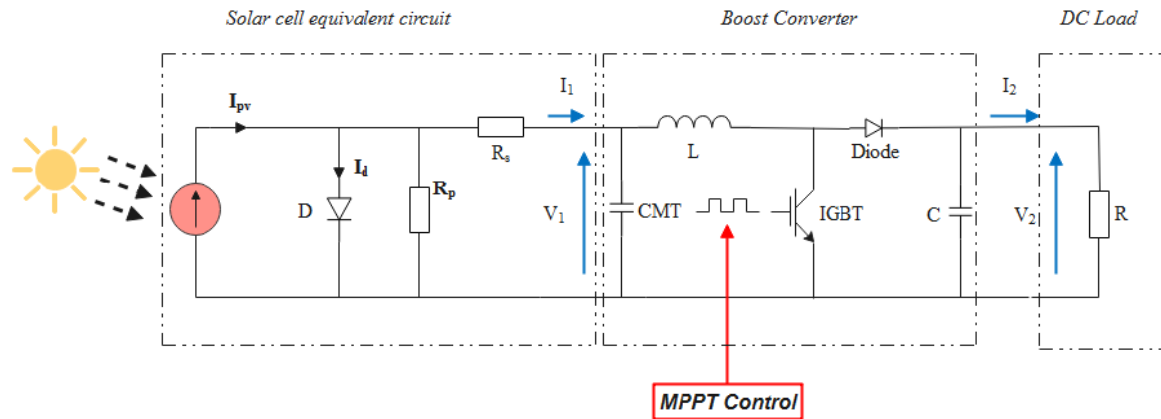 Solar cell equivalent circuit
Boost Converter
DC Load
I1
I2
Ipv
Rs
L
Diode
Id
Rp
D
V1
CMT
IGBT
C
V2
R
MPPT Control